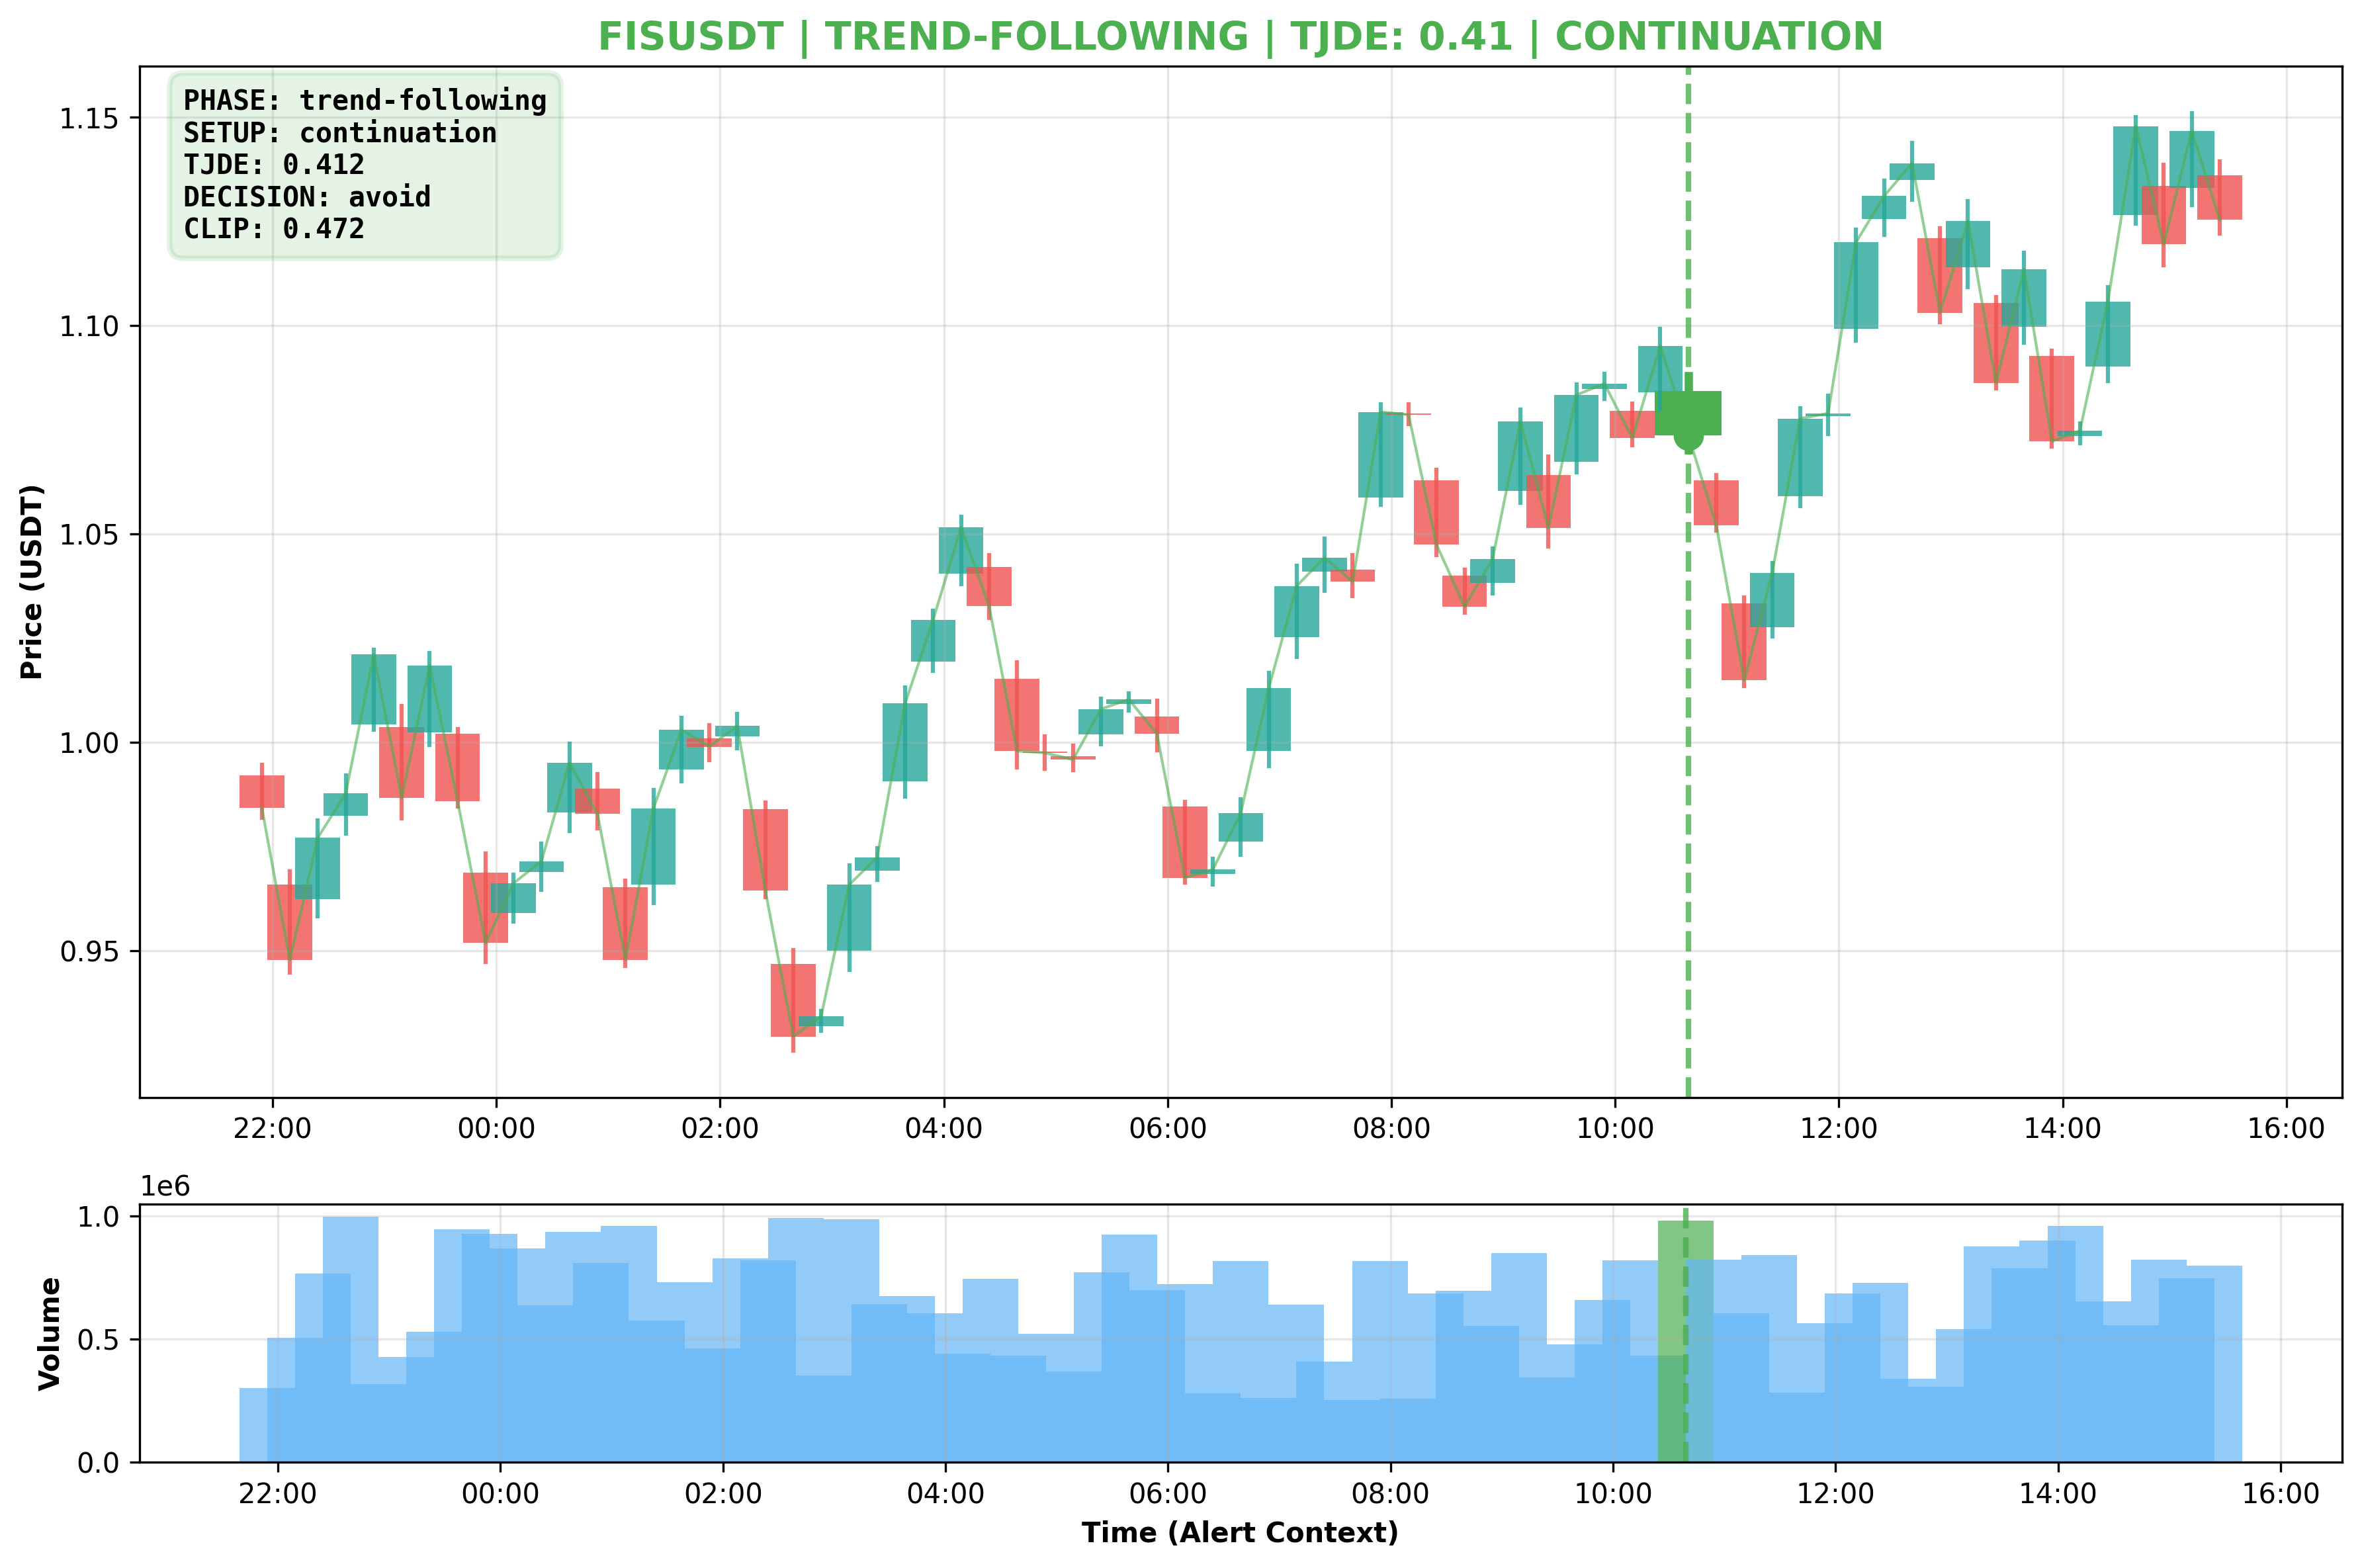 FISUSDT | TREND-FOLLOWING | TJDE: 0.41 | CONTINUATION
PHASE: trend-following
SETUP: continuation
TJDE: 0.412
DECISION: avoid
CLIP: 0.472
Price (USDT)
1.15
1.10
1.05
1.00
0.95
22:00 00:00 02:00 04:00 06:00 08:00 10:00 12:00 14:00 16:00
1e6
Volume
1.0
0.5
0.0
22:00 00:00 02:00 04:00 06:00 08:00 10:00 12:00 14:00 16:00
Time (Alert Context)